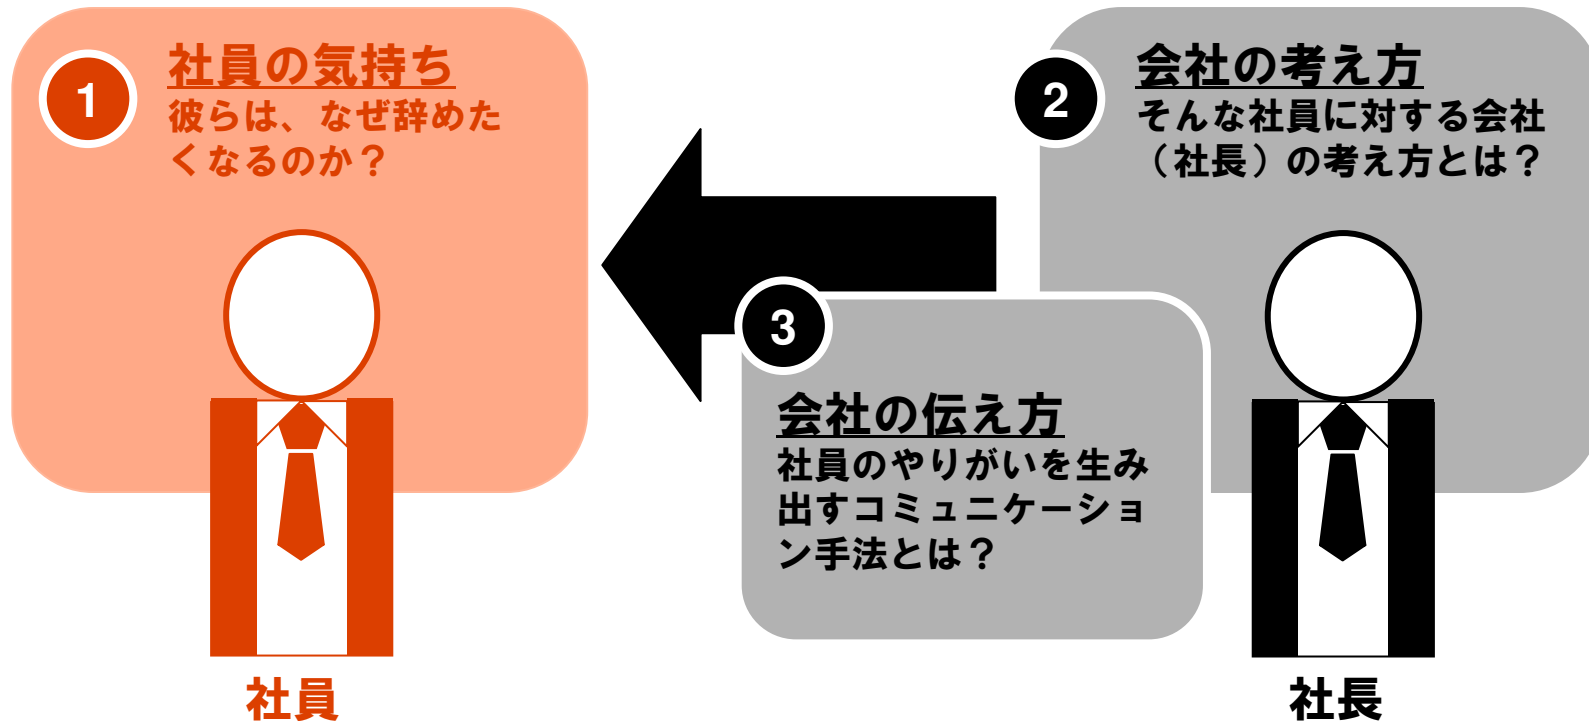 1
社員の気持ち
彼らは、なぜ辞めた
くなるのか？
社員
2
会社の考え方
そんな社員に対する会社
（社長）の考え方とは？
3
会社の伝え方
社員のやりがいを生み
出すコミュニケーショ
ン手法とは？
社長